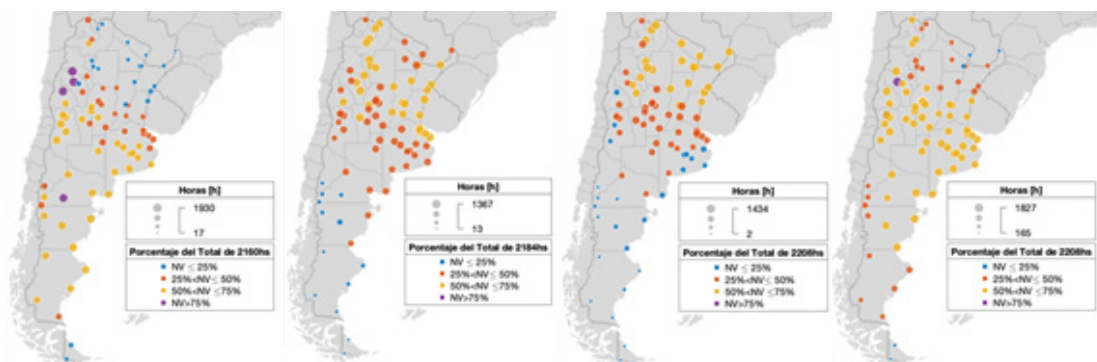 Horas [h]
1930
17
Porcentaje del Total de 2160hs
NV ≤ 25%
25%<NV≤ 50%
50%<NV ≤75%
NV>75%
Horas [h]
1367
13
Porcentaje del Total de 2184hs
NV ≤ 25%
25%<NV≤ 50%
50%<NV ≤75%
NV>75%
Horas [h]
1434
2
Porcentaje del Total de 2208hs
NV ≤ 25%
25%<NV≤ 50%
50%<NV ≤75%
NV>75%
Horas [h]
1827
165
Porcentaje del Total de 2208hs
NV ≤ 25%
25%<NV≤ 50%
50%<NV ≤75%
NV>75%